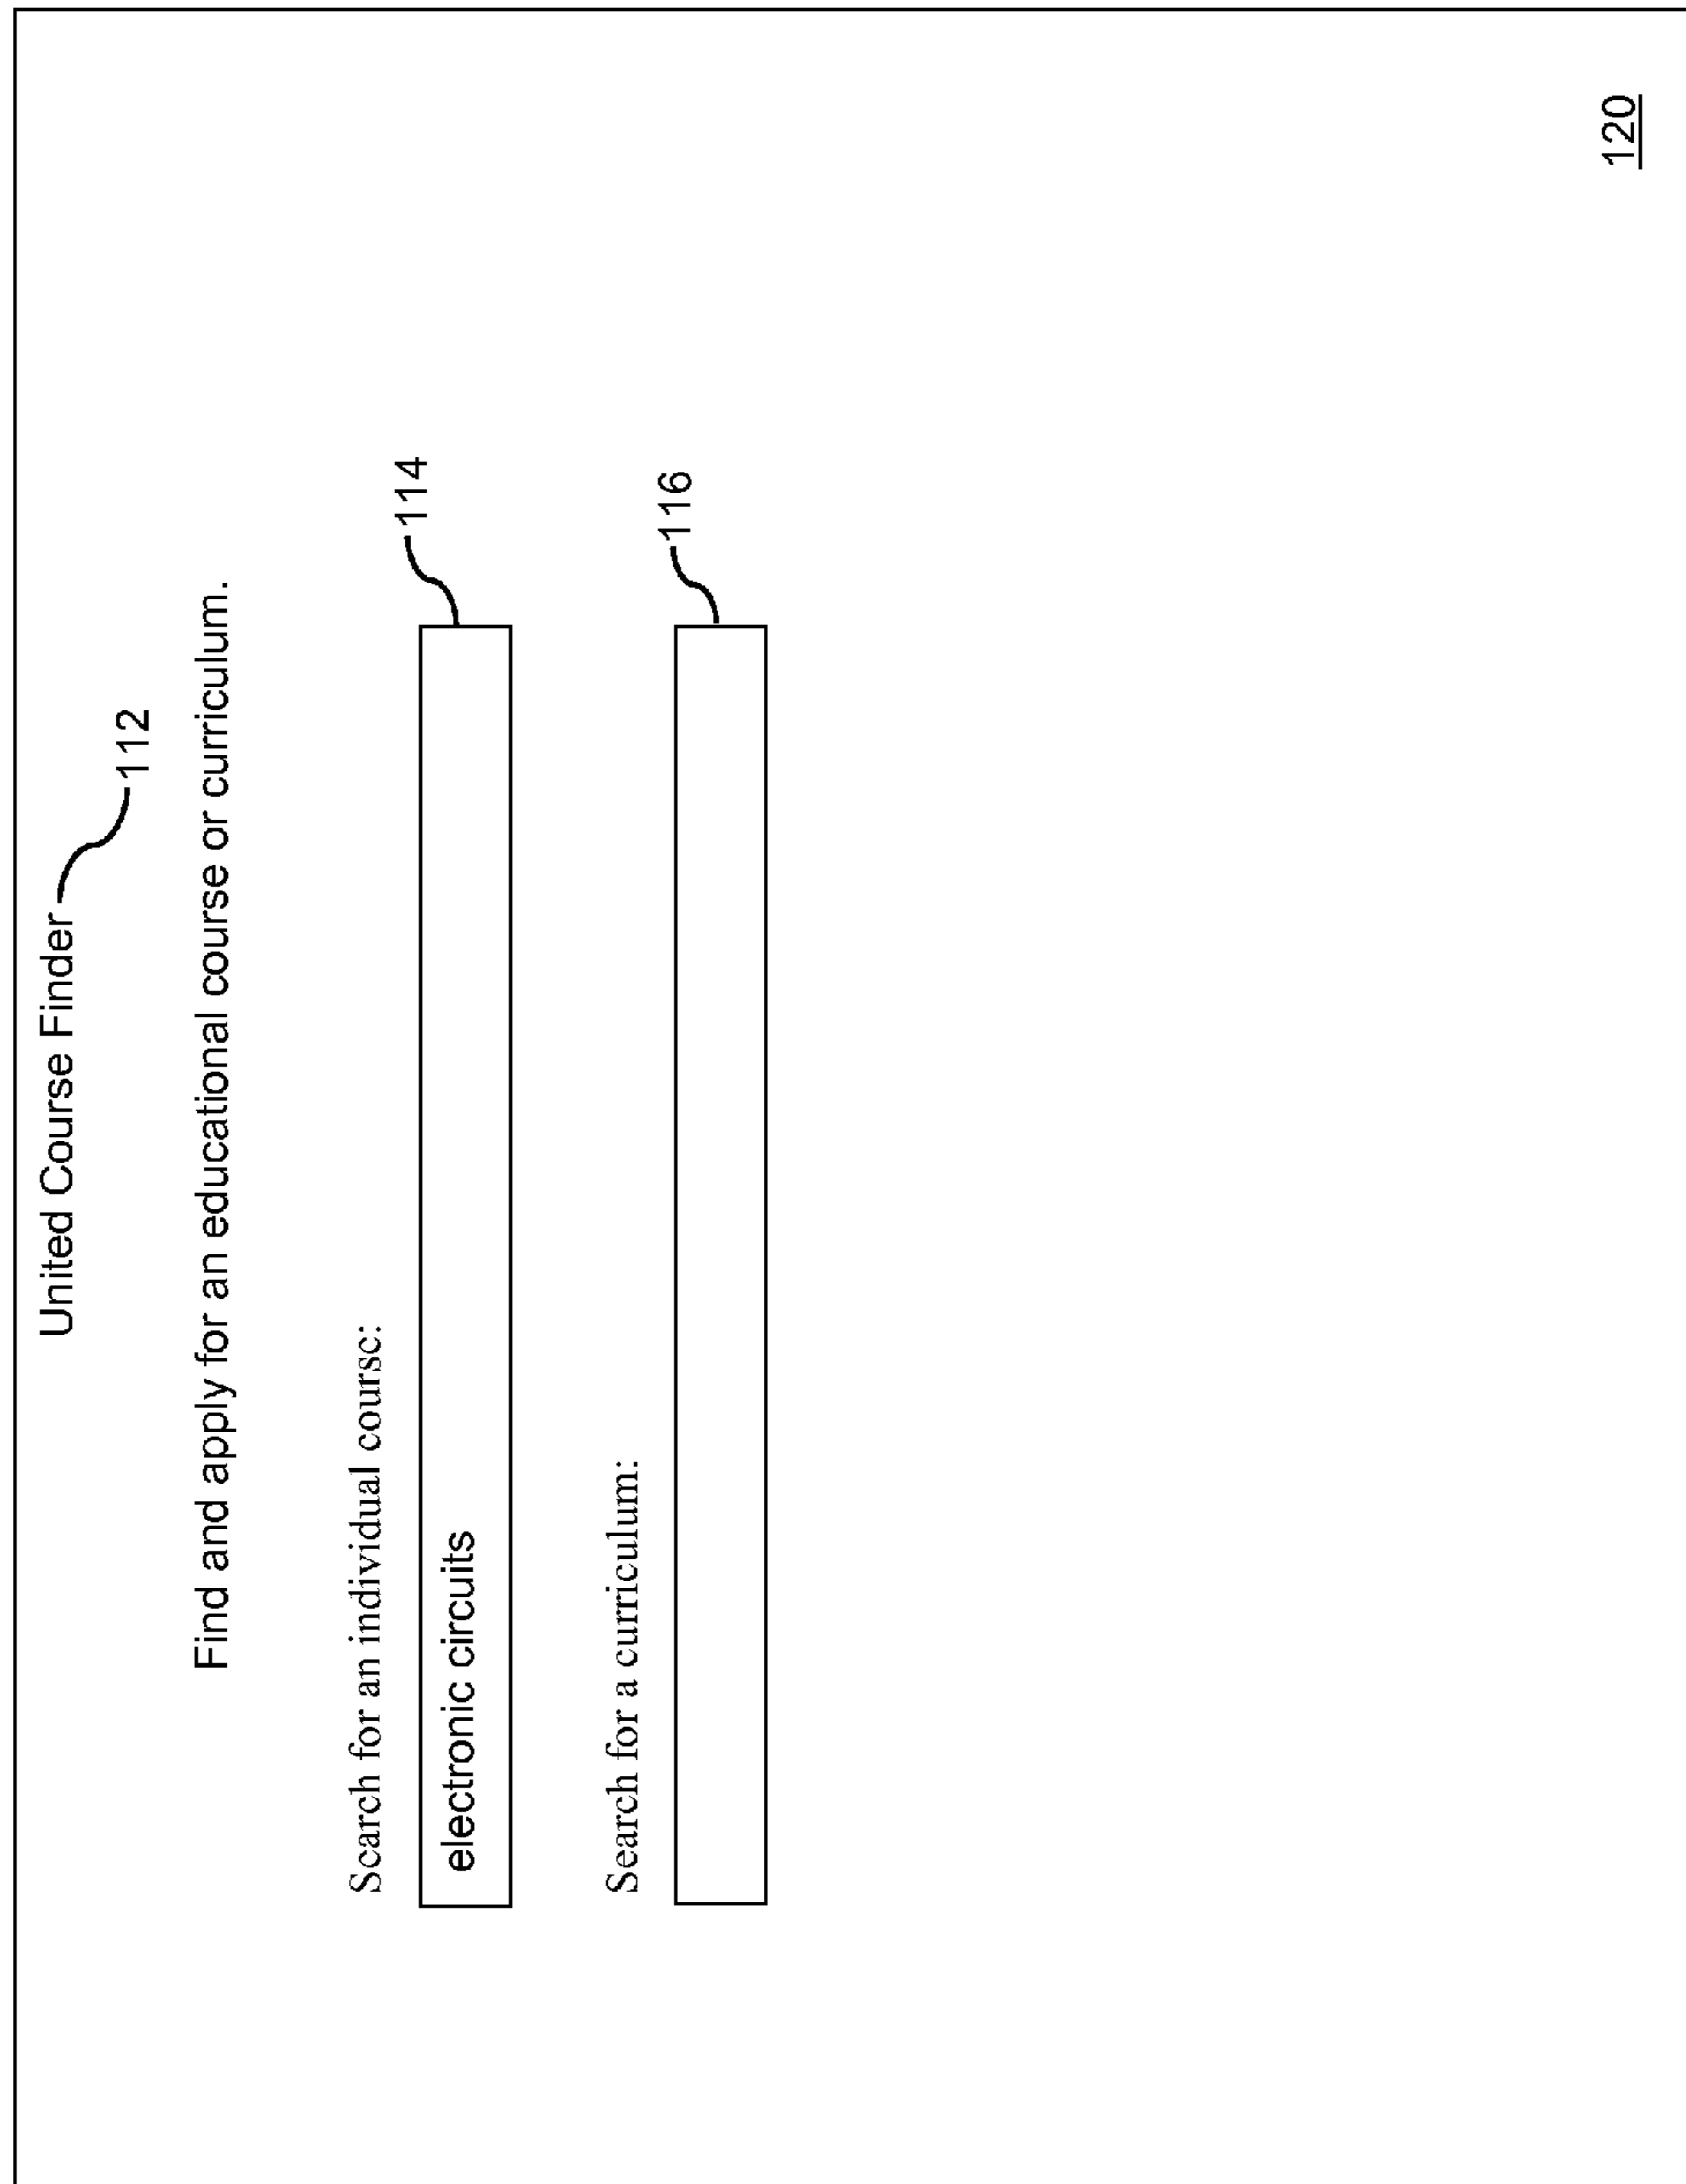 United Course Finder
112
Find and apply for an educational course or curriculum.
Search for an individual course:
114
electronic circuits
Search for a curriculum:
116
120